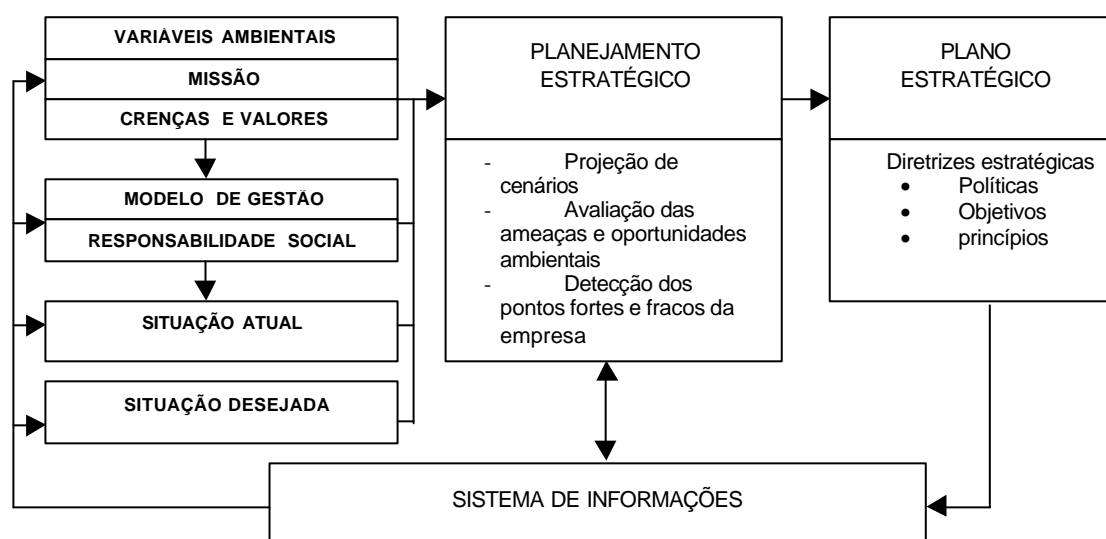 VARIÁVEIS AMBIENTAIS
MISSÃO
CRENÇAS E VALORES
MODELO DE GESTÃO
RESPONSABILIDADE SOCIAL
SITUAÇÃO ATUAL
SITUAÇÃO DESEJADA
PLANEJAMENTO
ESTRATÉGICO
- Projeção de
cenários
- Avaliação das
ameaças e oportunidades
ambientais
- Detecção dos
pontos fortes e fracos da
empresa
PLANO
ESTRATÉGICO
Diretrizes estratégicas
• Políticas
• Objetivos
• princípios
SISTEMA DE INFORMAÇÕES